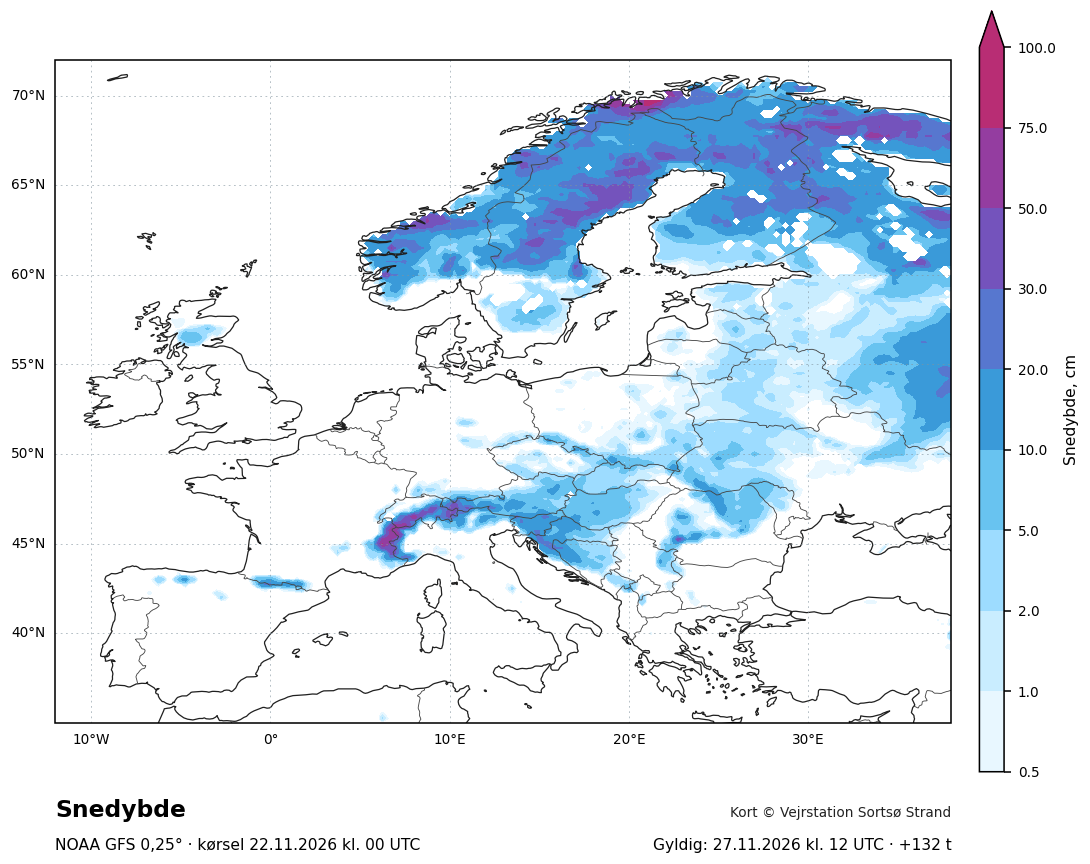 100.0
75.0
50.0
30.0
20.0
10.0
5.0
2.0
1.0
0.5
Snedybde, cm
70°N
65°N
60°N
55°N
50°N
45°N
40°N
10°W
0°
10°E
20°E
30°E
Snedybde
Kort © Vejrstation Sortsø Strand
NOAA GFS 0,25° · kørsel 22.11.2026 kl. 00 UTC
Gyldig: 27.11.2026 kl. 12 UTC · +132 t